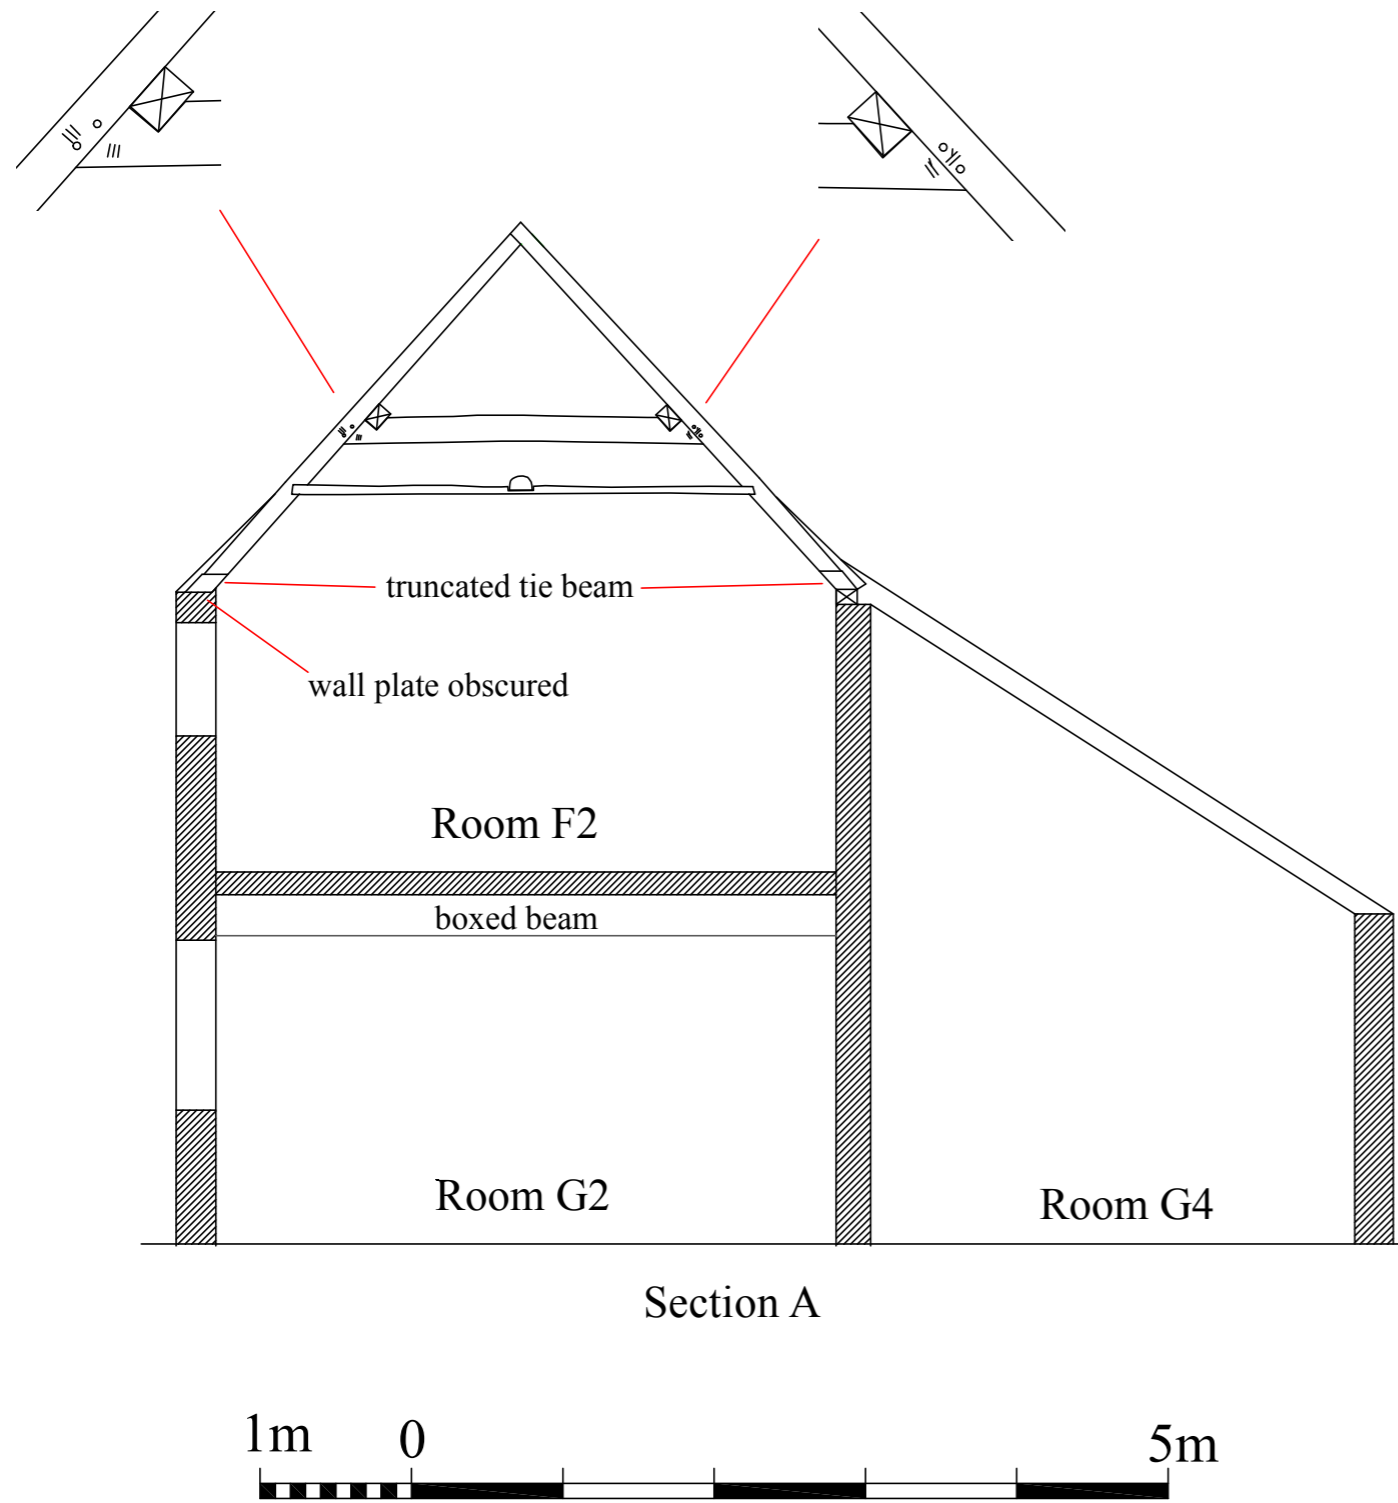 truncated tie beam
wall plate obscured
Room F2
boxed beam
Room G2
Room G4
Section A
1m 0 5m